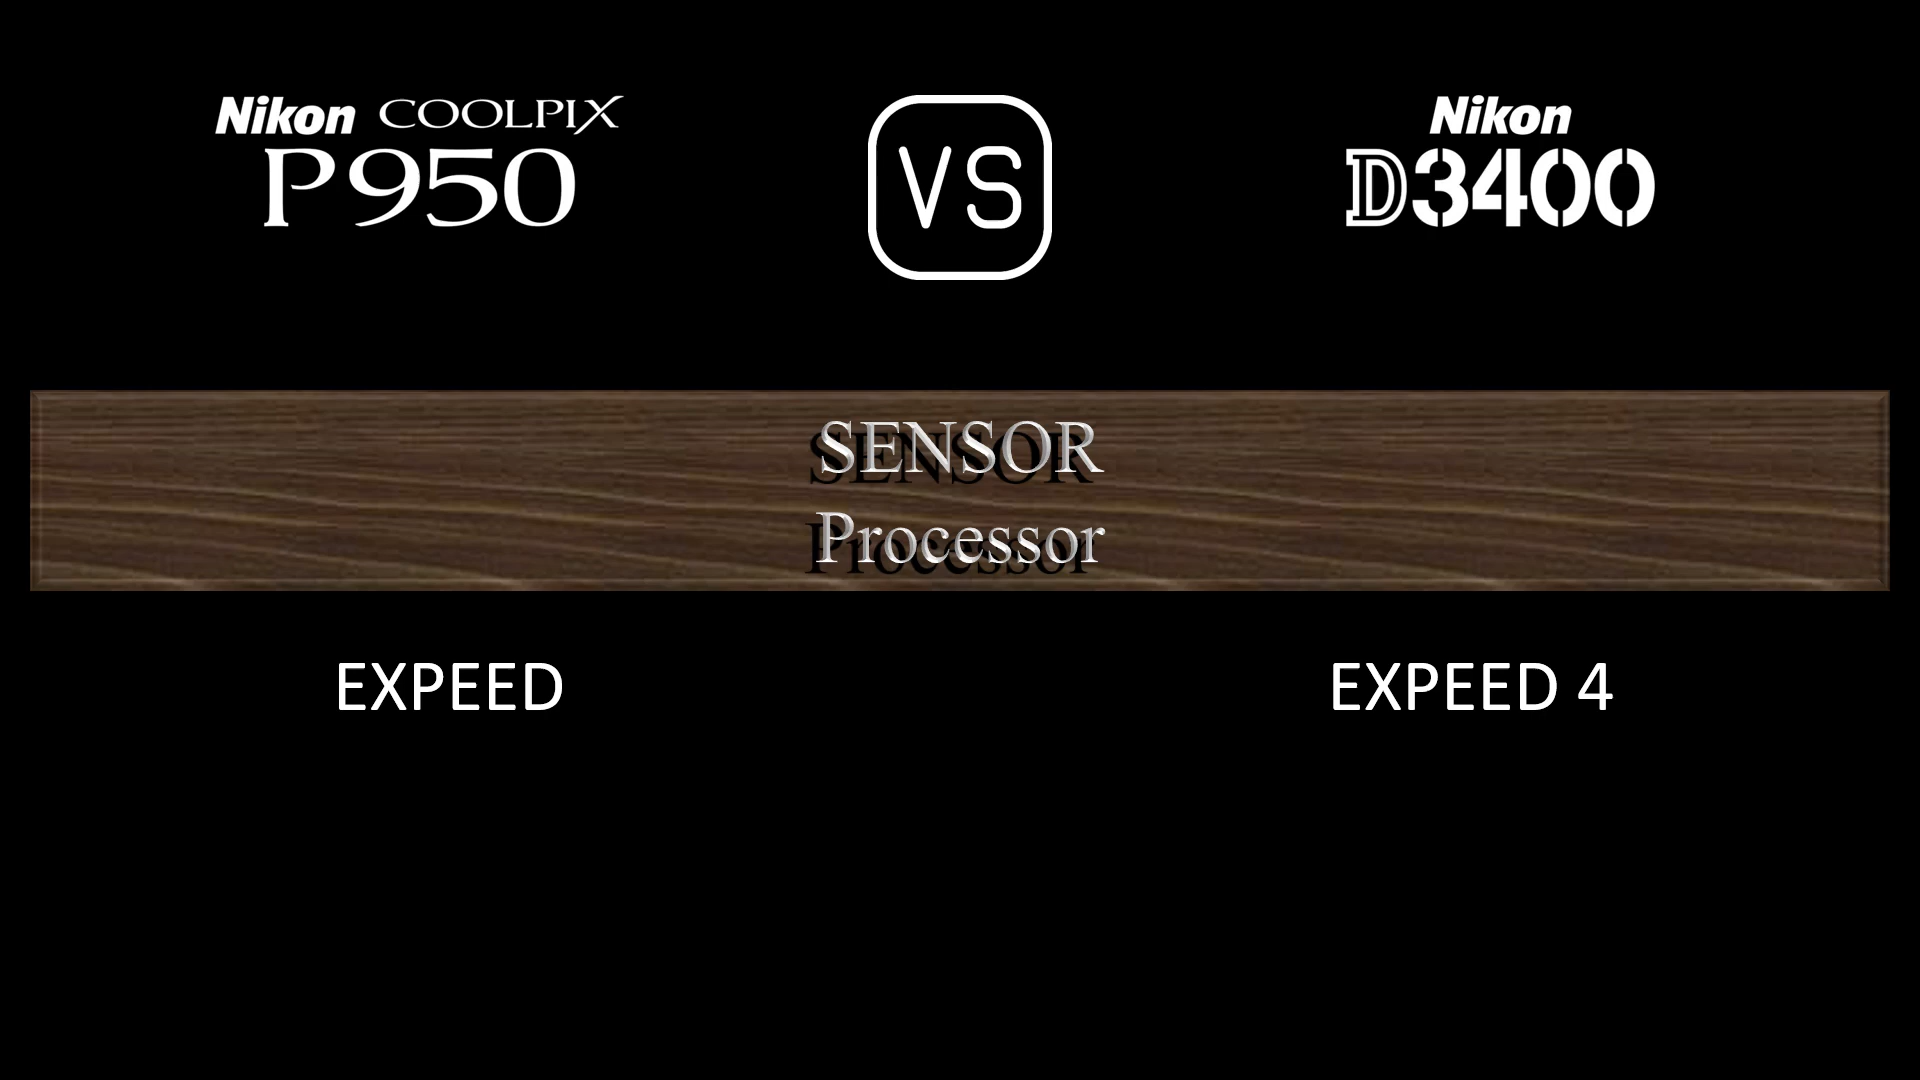 Nikon COOLPIX
P950
VS
Nikon
D3400
SENSOR
Processor
EXPEED
EXPEED 4